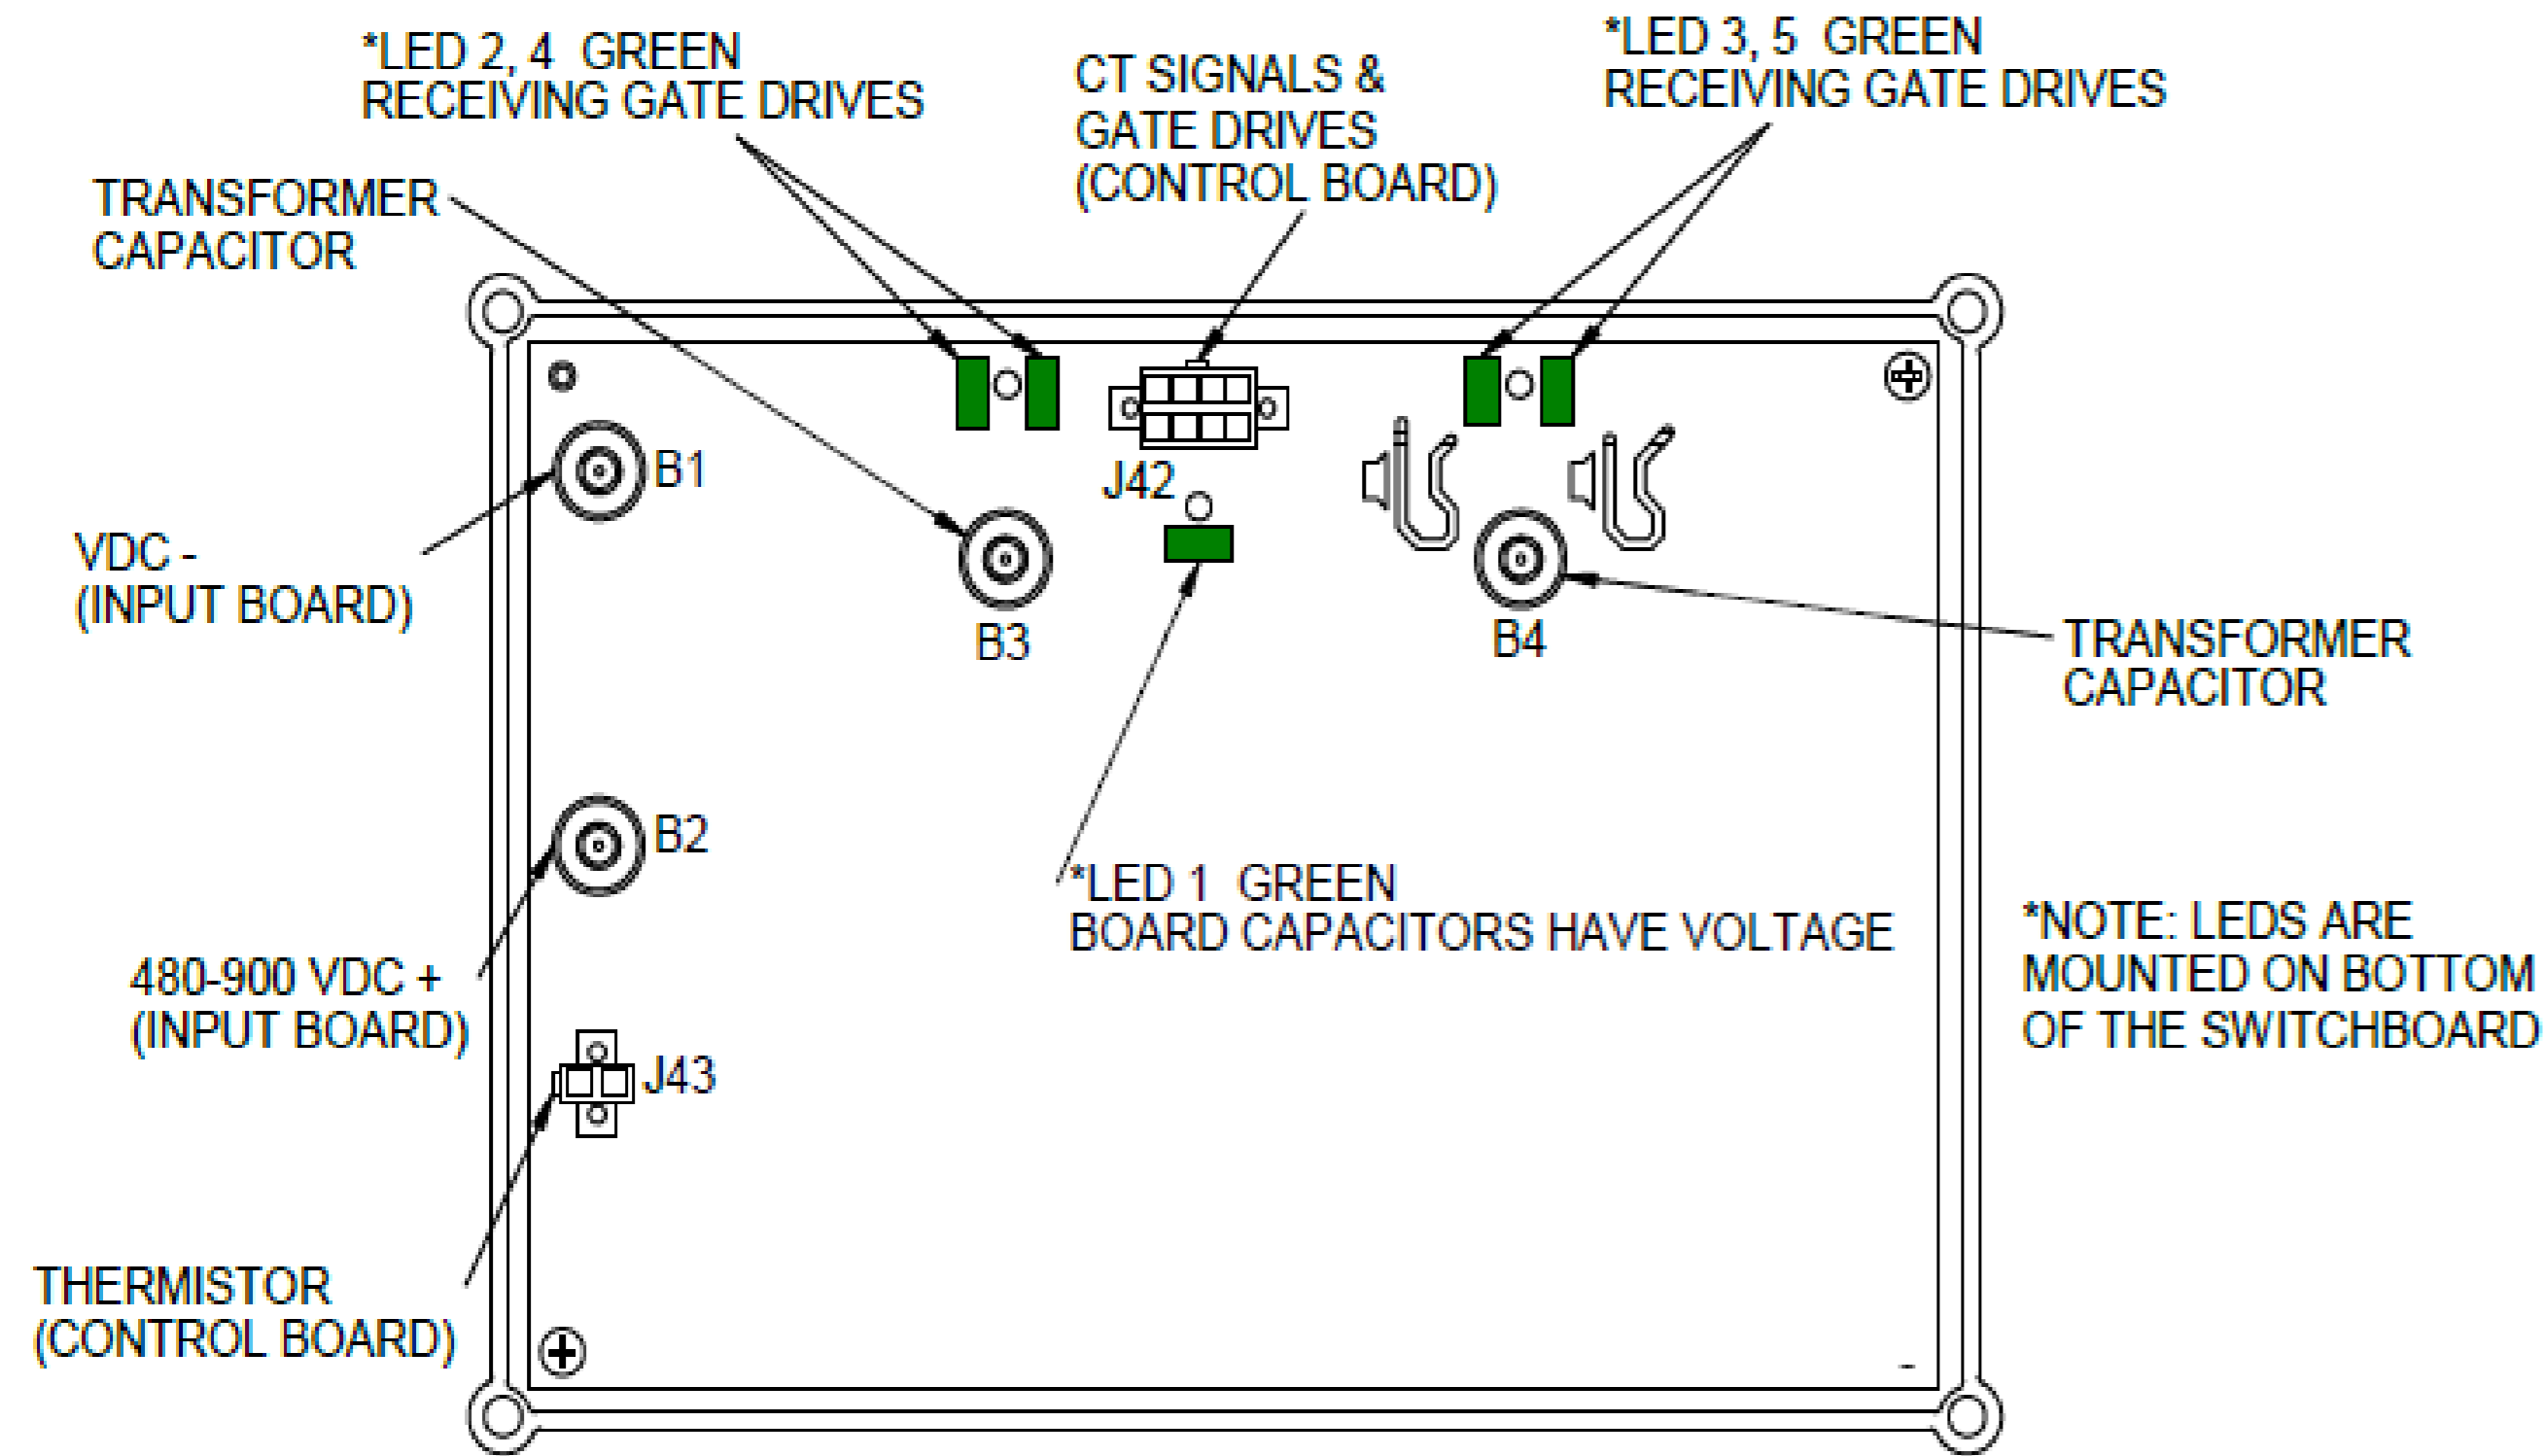 *LED 2, 4  GREEN
RECEIVING GATE DRIVES
CT SIGNALS &
GATE DRIVES
(CONTROL BOARD)
*LED 3, 5  GREEN
RECEIVING GATE DRIVES
TRANSFORMER
CAPACITOR
B1
J42
VDC -
(INPUT BOARD)
B3
B4
TRANSFORMER
CAPACITOR
B2
*LED 1  GREEN
BOARD CAPACITORS HAVE VOLTAGE
480-900 VDC +
(INPUT BOARD)
*NOTE: LEDS ARE
MOUNTED ON BOTTOM
OF THE SWITCHBOARD
J43
THERMISTOR
(CONTROL BOARD)
-